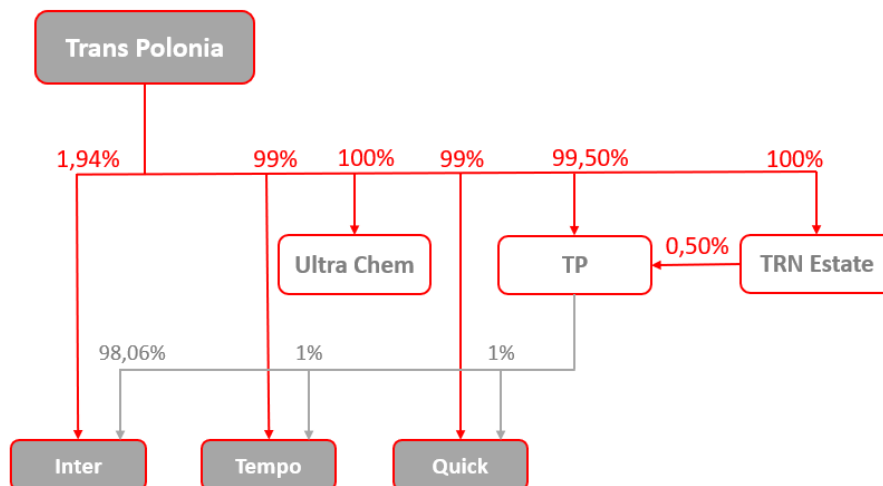 Trans Polonia
1,94%
99%
100%
99%
99,50%
100%
Ultra Chem
TP
0,50%
TRN Estate
98,06%
1%
1%
Inter
Tempo
Quick